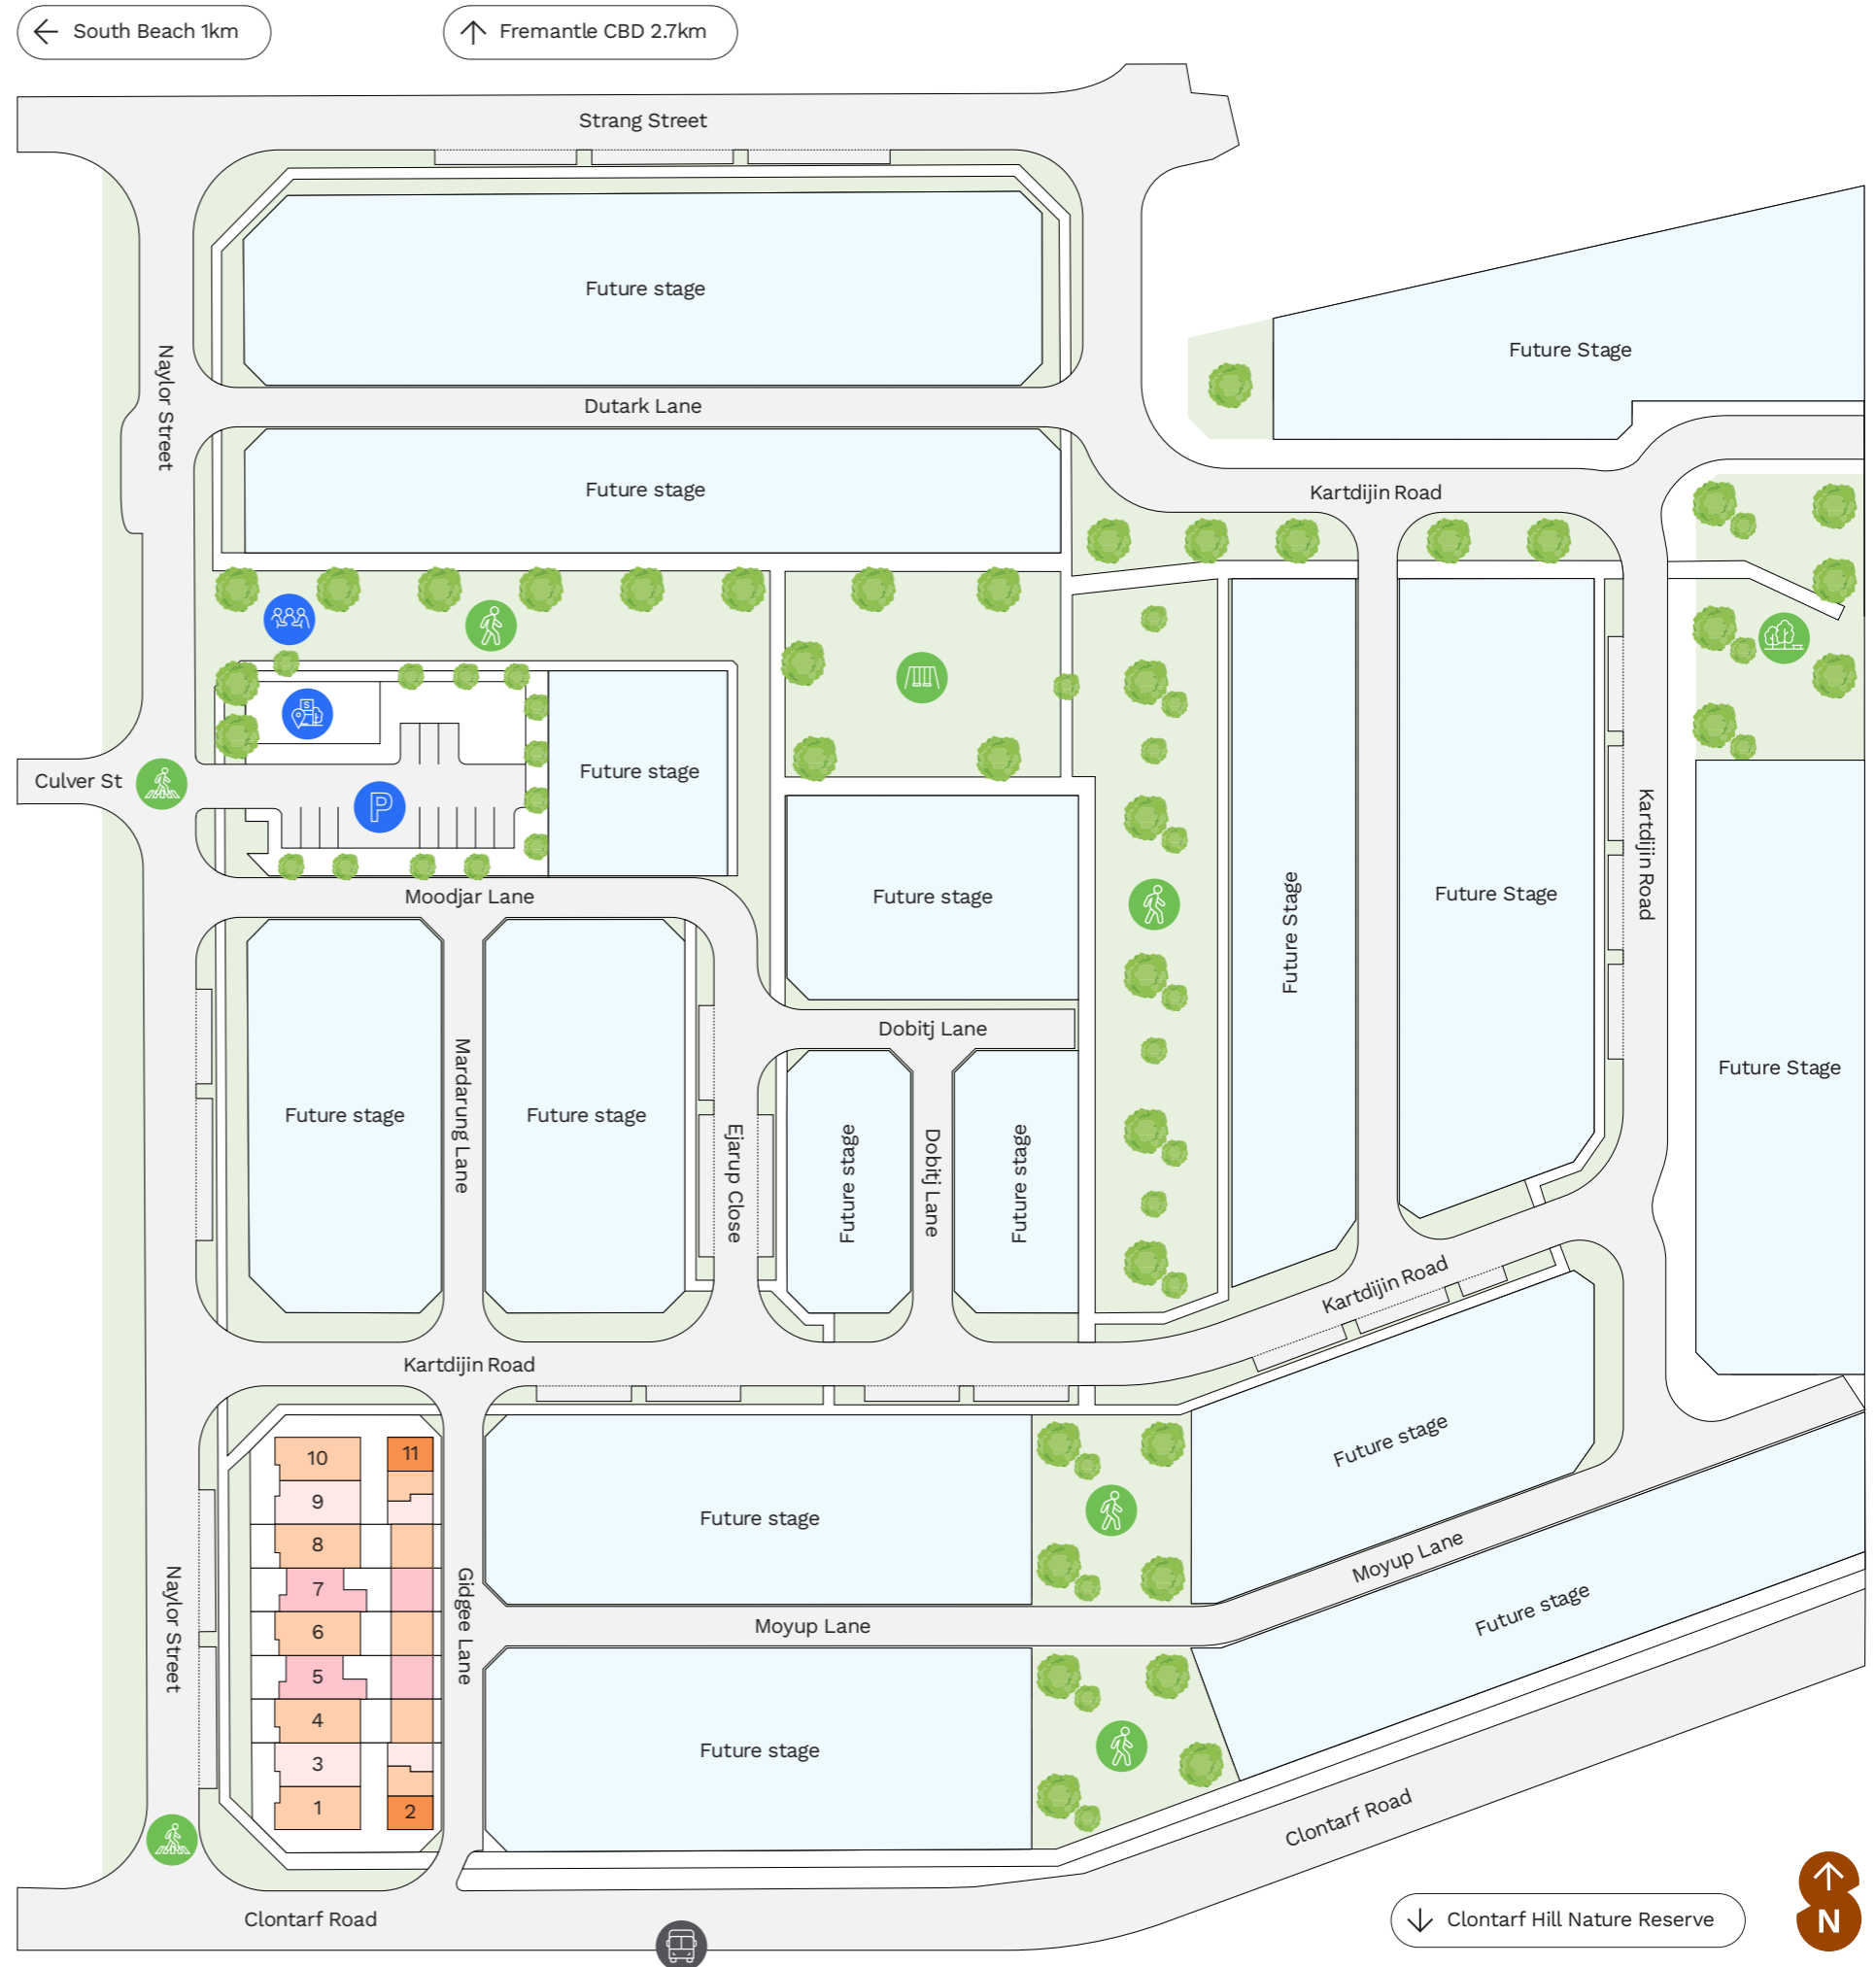 South Beach 1km
Fremantle CBD 2.7km
Strang Street
Future stage
Future Stage
Naylor Street
Dutark Lane
Future stage
Kartdijin Road
S
Future stage
Culver St
P
Kartdijin Road
Moodjar Lane
Future stage
Future Stage
Future Stage
Dobitj Lane
Mardarung Lane
Future Stage
Future stage
Future stage
Ejarup Close
Future stage
Dobitj Lane
Future stage
Kartdijin Road
Kartdijin Road
10
11
9
8
7
6
5
4
3
1
2
Future stage
Future stage
Gidgee Lane
Naylor Street
Moyup Lane
Moyup Lane
Future stage
Future stage
Clontarf Road
Clontarf Road
Clontarf Hill Nature Reserve
N